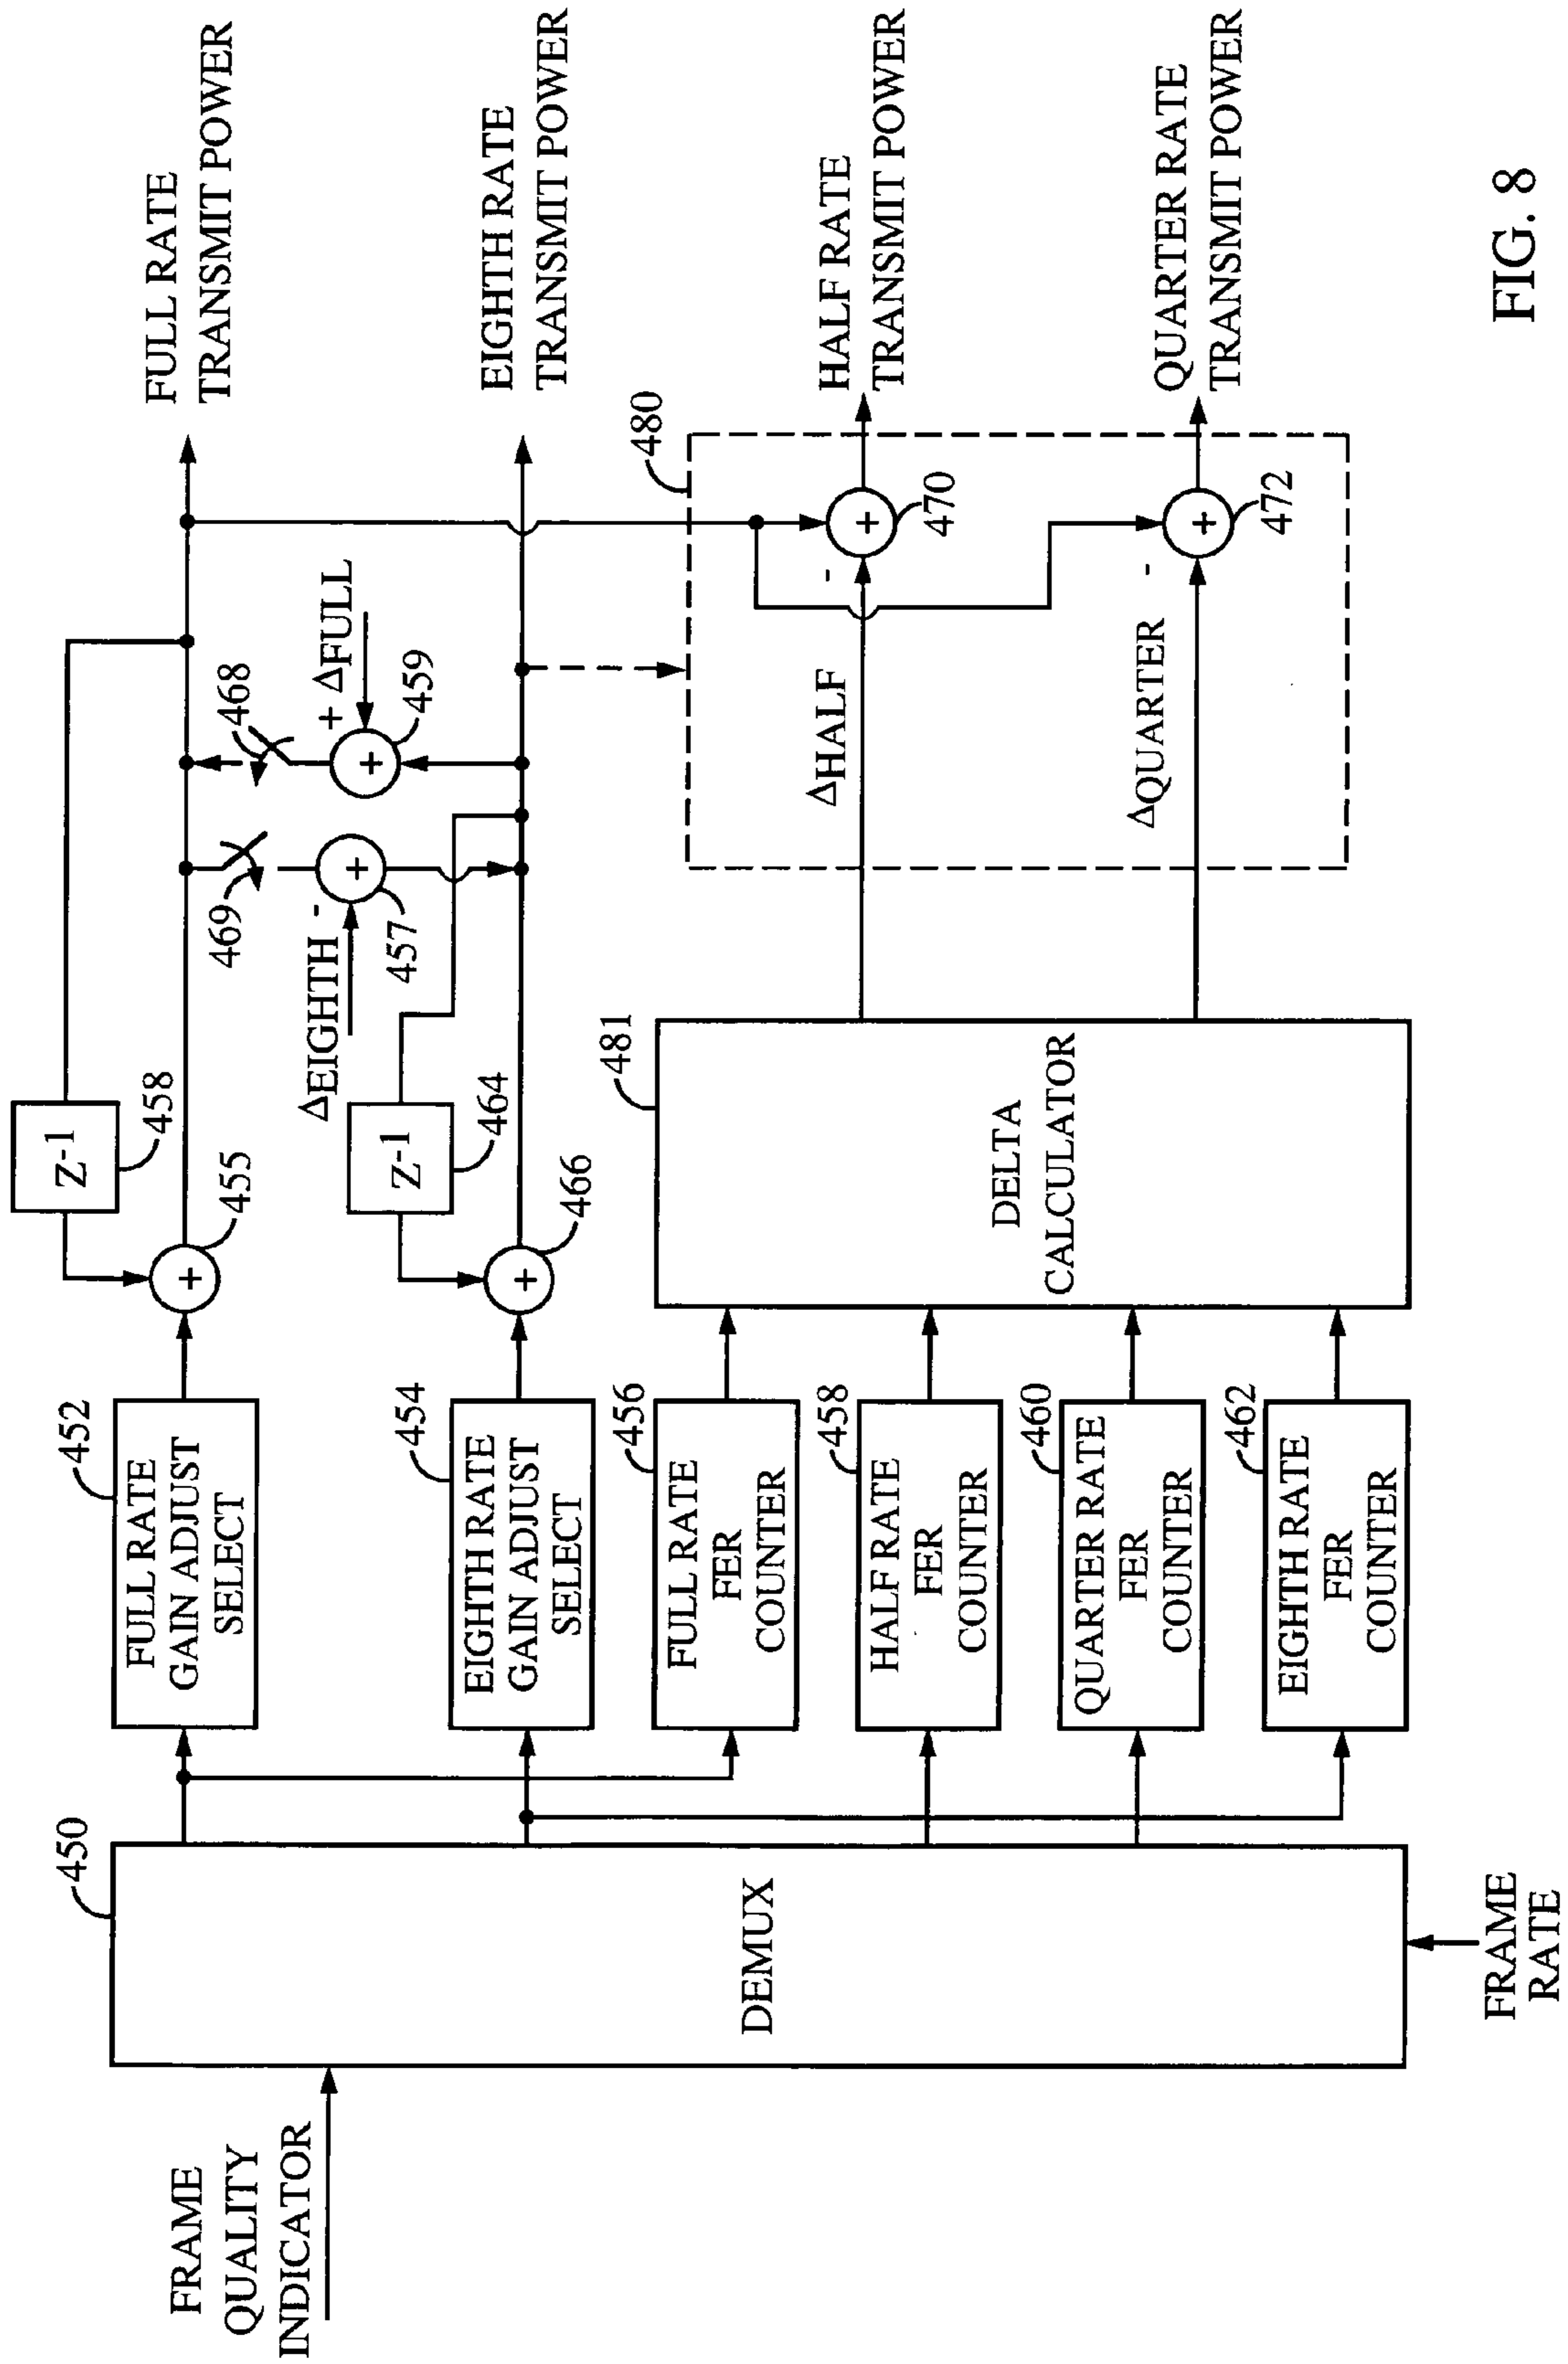 FRAME
QUALITY
INDICATOR
450
DEMUX
FRAME
RATE
452
FULL RATE
GAIN ADJUST
SELECT
454
EIGHTH RATE
GAIN ADJUST
SELECT
456
FULL RATE
FER
COUNTER
458
HALF RATE
FER
COUNTER
460
QUARTER RATE
FER
COUNTER
462
EIGHTH RATE
FER
COUNTER
Z-1
458
+
455
Z-1
464
+
466
481
DELTA
CALCULATOR
469
ΔEIGHTH
-
+
457
468
+ ΔFULL
+
459
480
ΔHALF
-
+
470
ΔQUARTER
-
+
472
FULL RATE
TRANSMIT POWER
EIGHTH RATE
TRANSMIT POWER
HALF RATE
TRANSMIT POWER
QUARTER RATE
TRANSMIT POWER
FIG. 8